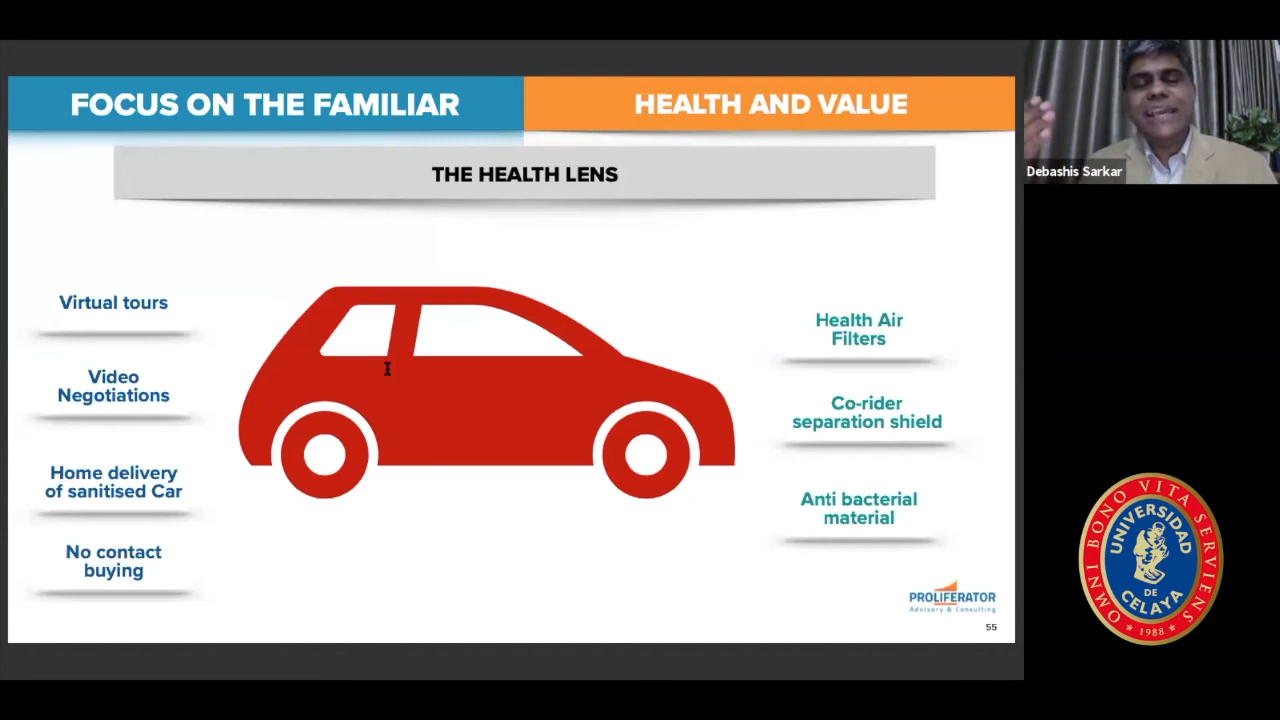 FOCUS ON THE FAMILIAR
HEALTH AND VALUE
THE HEALTH LENS
Virtual tours
Video
Negotiations
Home delivery
of sanitised Car
No contact
buying
Health Air
Filters
Co-rider
separation shield
Anti bacterial
material
PROLIFERATOR
Advisory & Consulting
55
Debashis Sarkar
OMNI BONO VITA SERVIENS
UNIVERSIDAD
DE
CELAYA
* 1988 *